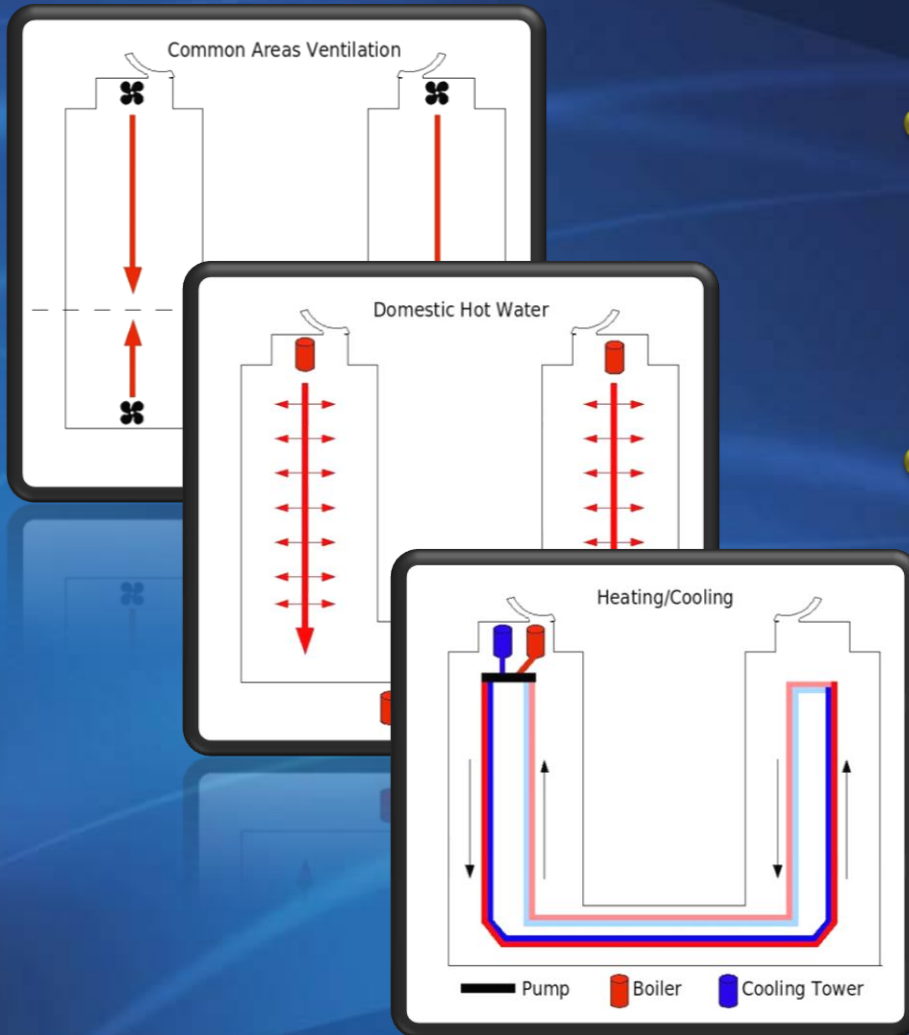 Common Areas Ventilation
Domestic Hot Water
Heating/Cooling
Pump Boiler Cooling Tower